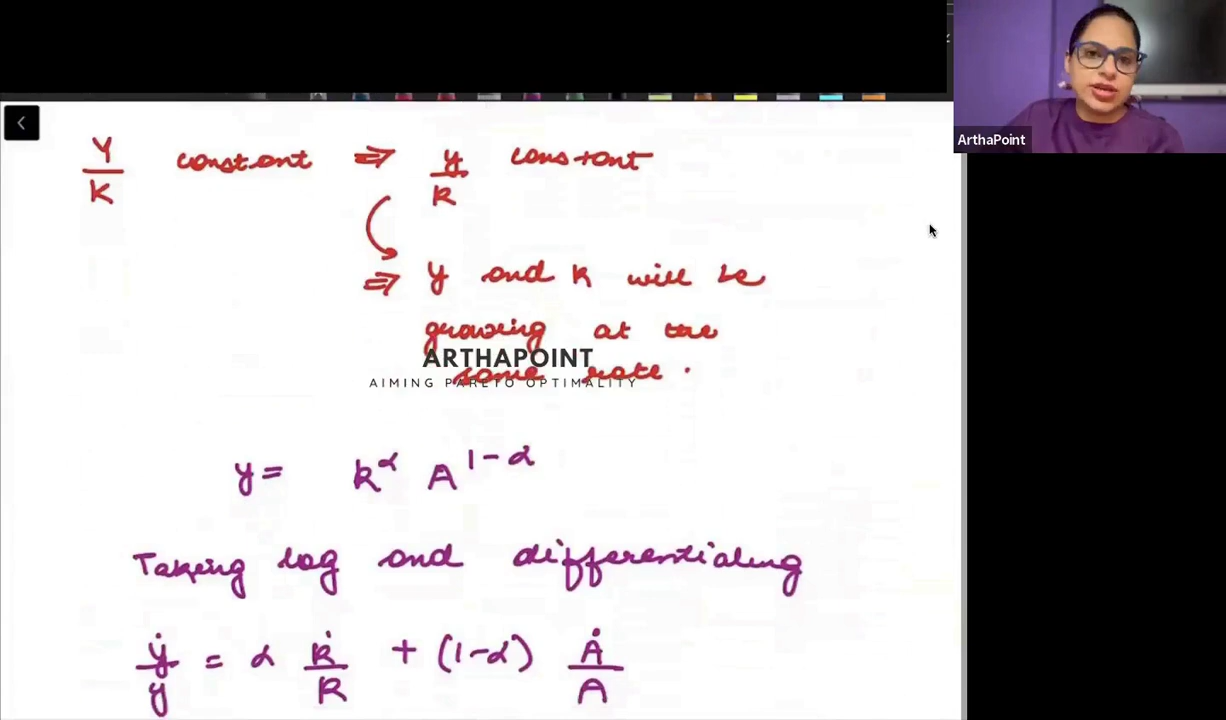 ArthaPoint
Y/K constant ⇒ y/k constant
⇒ y and k will be
growing at the
same rate.
ARTHAPOINT
AIMING PARETO OPTIMALITY
y = k^α A^(1-α)
Taking log and differentialing
ẏ/y = α k̇/k + (1-α) Ȧ/A